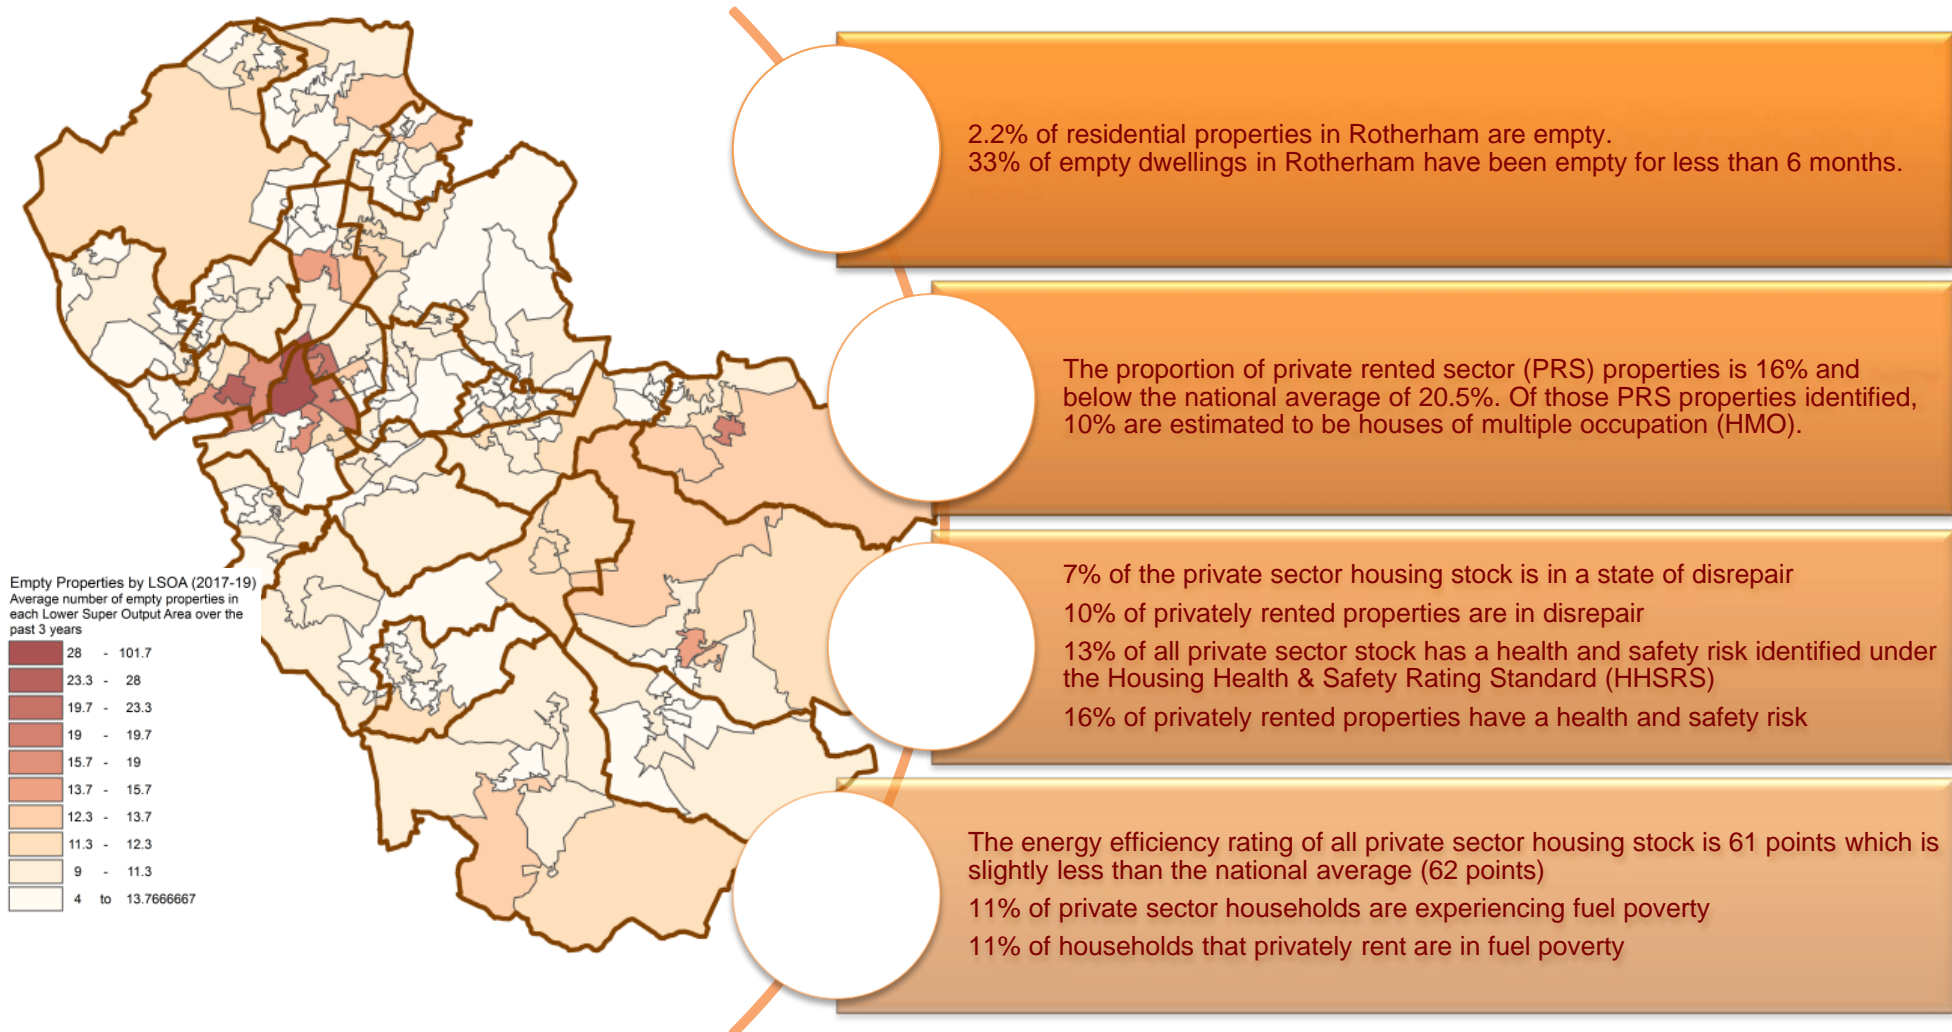 2.2% of residential properties in Rotherham are empty.
33% of empty dwellings in Rotherham have been empty for less than 6 months.
The proportion of private rented sector (PRS) properties is 16% and
below the national average of 20.5%. Of those PRS properties identified,
10% are estimated to be houses of multiple occupation (HMO).
7% of the private sector housing stock is in a state of disrepair
10% of privately rented properties are in disrepair
13% of all private sector stock has a health and safety risk identified under
the Housing Health & Safety Rating Standard (HHSRS)
16% of privately rented properties have a health and safety risk
The energy efficiency rating of all private sector housing stock is 61 points which is
slightly less than the national average (62 points)
11% of private sector households are experiencing fuel poverty
11% of households that privately rent are in fuel poverty
Empty Properties by LSOA (2017-19)
Average number of empty properties in
each Lower Super Output Area over the
past 3 years
28 - 101.7
23.3 - 28
19.7 - 23.3
19 - 19.7
15.7 - 19
13.7 - 15.7
12.3 - 13.7
11.3 - 12.3
9 - 11.3
4 to 13.7666667